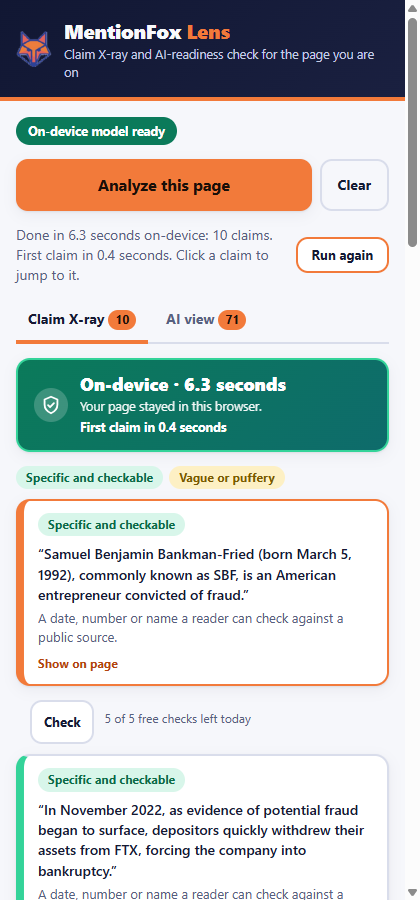 MentionFox Lens
Claim X-ray and AI-readiness check for the page you are
on
On-device model ready
Analyze this page
Clear
Done in 6.3 seconds on-device: 10 claims.
First claim in 0.4 seconds. Click a claim to
jump to it.
Run again
Claim X-ray 10
AI view 71
On-device · 6.3 seconds
Your page stayed in this browser.
First claim in 0.4 seconds
Specific and checkable
Vague or puffery
Specific and checkable
“Samuel Benjamin Bankman-Fried (born March 5,
1992), commonly known as SBF, is an American
entrepreneur convicted of fraud.”
A date, number or name a reader can check against a
public source.
Show on page
Check
5 of 5 free checks left today
Specific and checkable
“In November 2022, as evidence of potential fraud
began to surface, depositors quickly withdrew their
assets from FTX, forcing the company into
bankruptcy.”
A date, number or name a reader can check against a